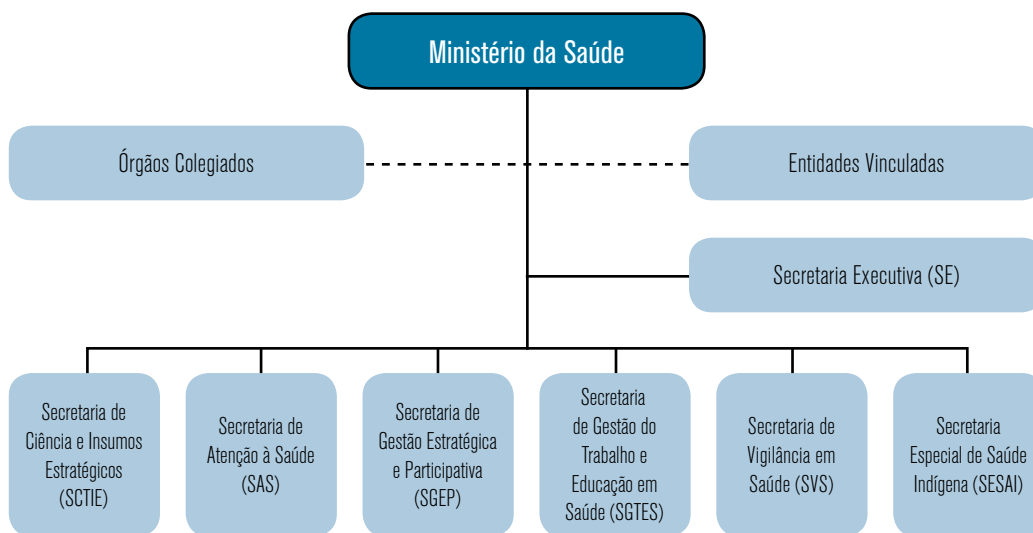 Ministério da Saúde
Órgãos Colegiados
Entidades Vinculadas
Secretaria Executiva (SE)
Secretaria de
Ciência e Insumos
Estratégicos
(SCTIE)
Secretaria de
Atenção à Saúde
(SAS)
Secretaria de
Gestão Estratégica
e Participativa
(SGEP)
Secretaria
de Gestão do
Trabalho e
Educação em
Saúde (SGTES)
Secretaria de
Vigilância em
Saúde (SVS)
Secretaria
Especial de Saúde
Indígena (SESAI)